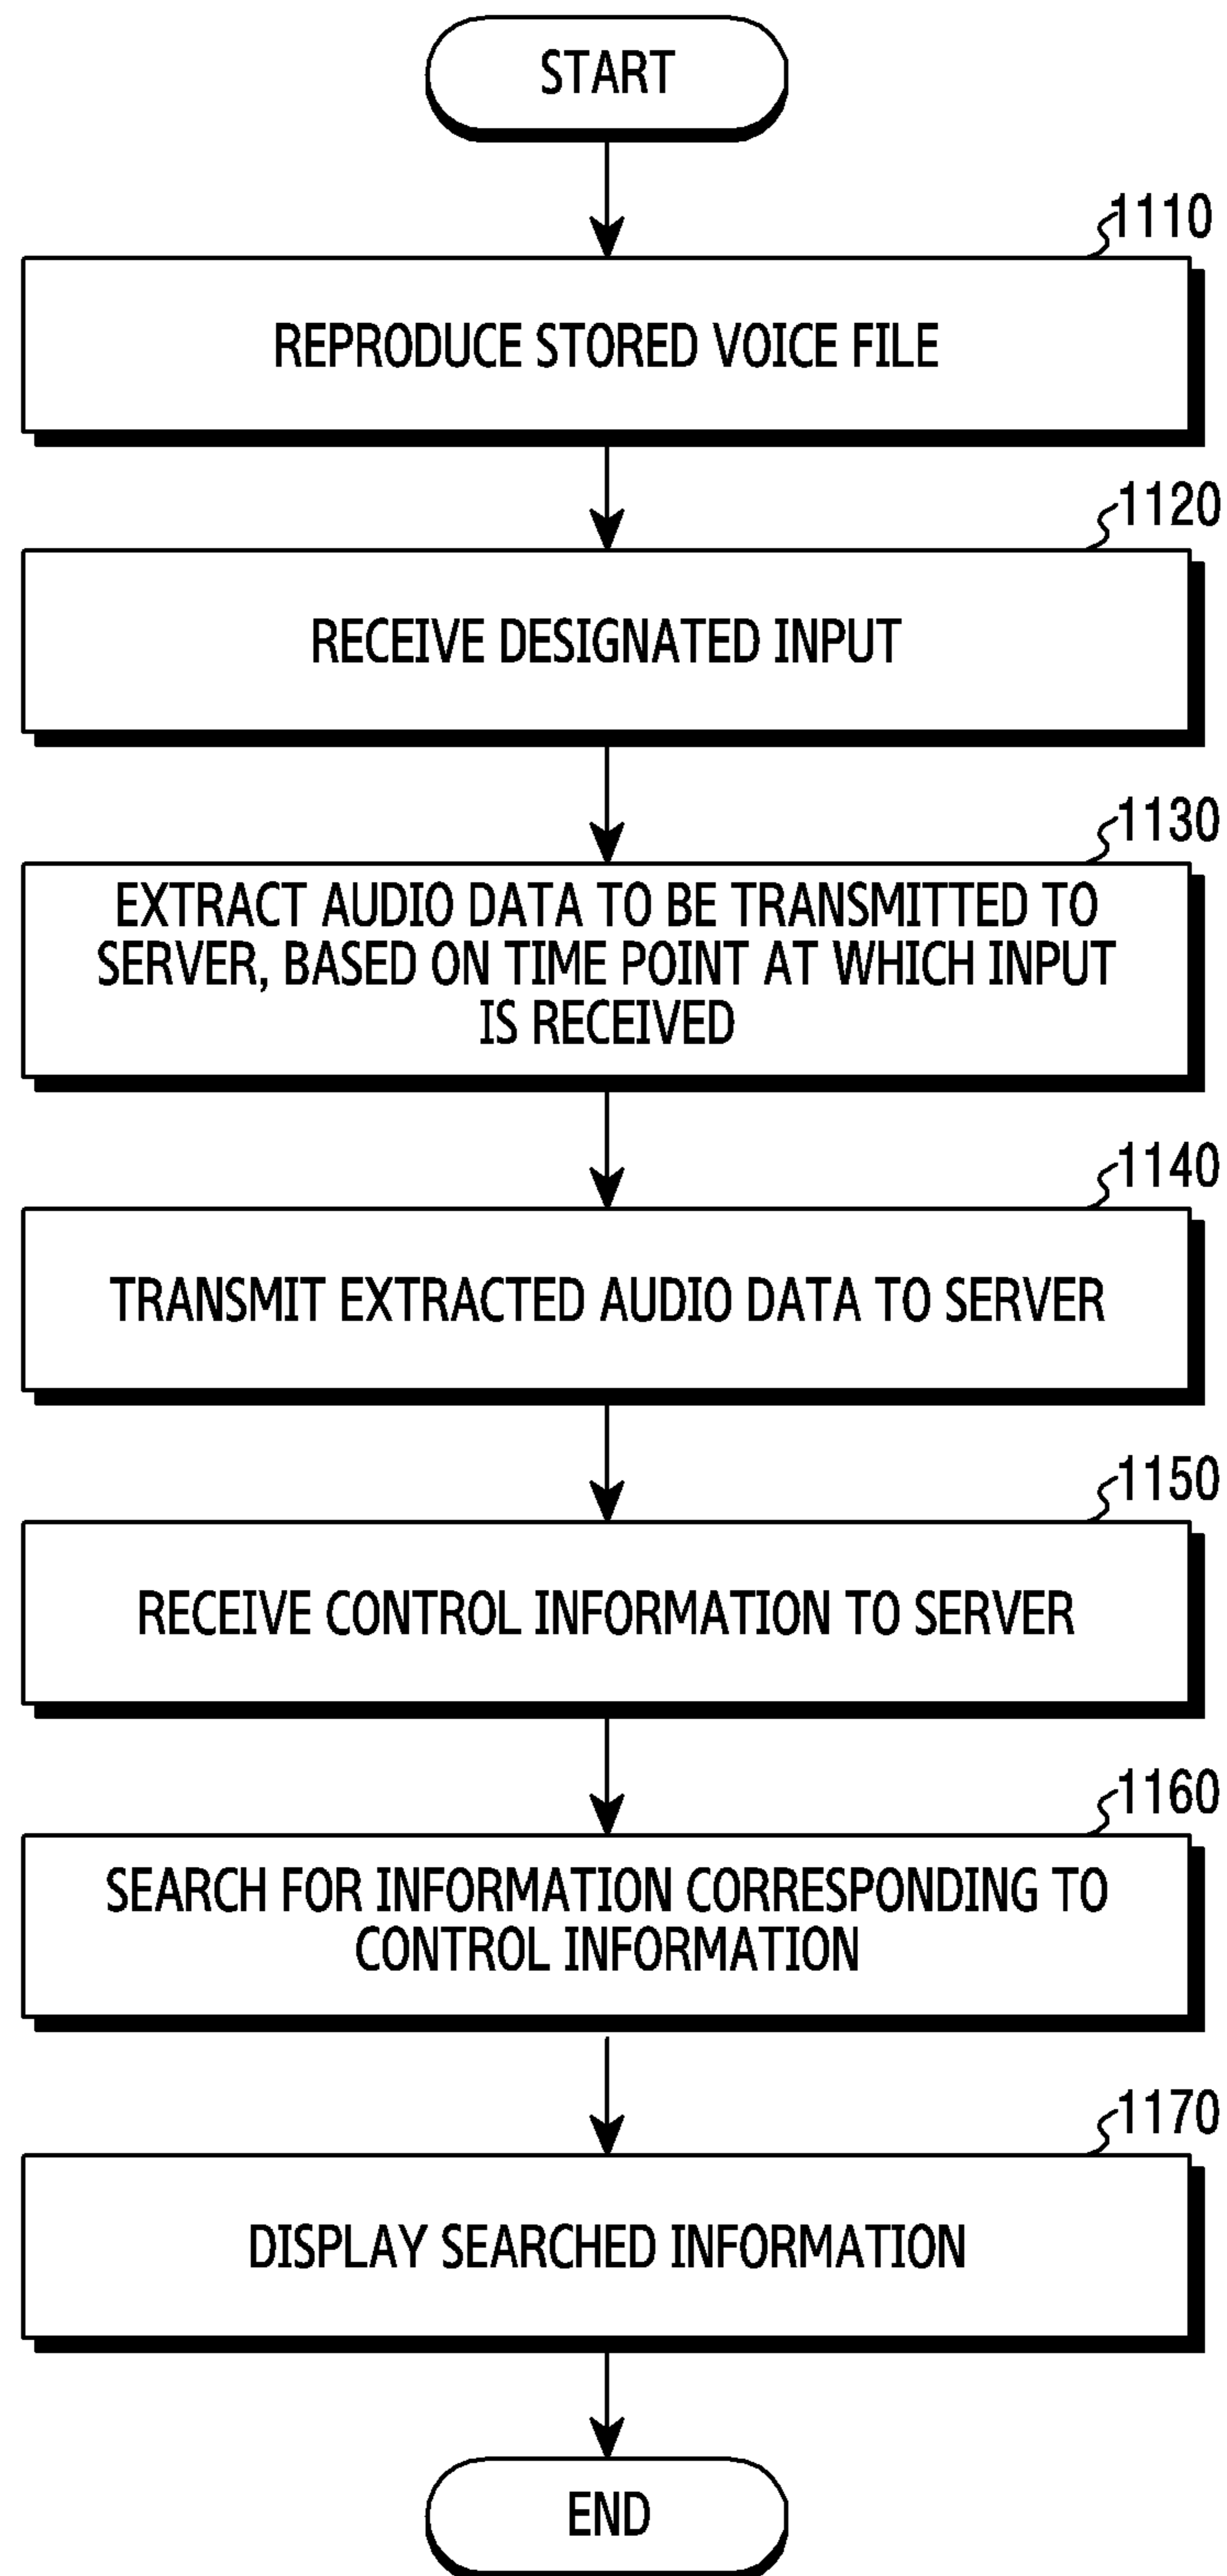 START
1110
REPRODUCE STORED VOICE FILE
1120
RECEIVE DESIGNATED INPUT
1130
EXTRACT AUDIO DATA TO BE TRANSMITTED TO
SERVER, BASED ON TIME POINT AT WHICH INPUT
IS RECEIVED
1140
TRANSMIT EXTRACTED AUDIO DATA TO SERVER
1150
RECEIVE CONTROL INFORMATION TO SERVER
1160
SEARCH FOR INFORMATION CORRESPONDING TO
CONTROL INFORMATION
1170
DISPLAY SEARCHED INFORMATION
END